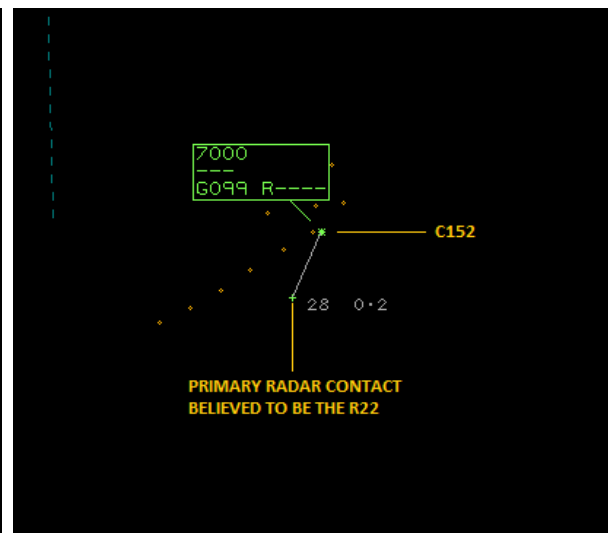 7000
---
G099 R----
C152
28 0·2
PRIMARY RADAR CONTACT
BELIEVED TO BE THE R22